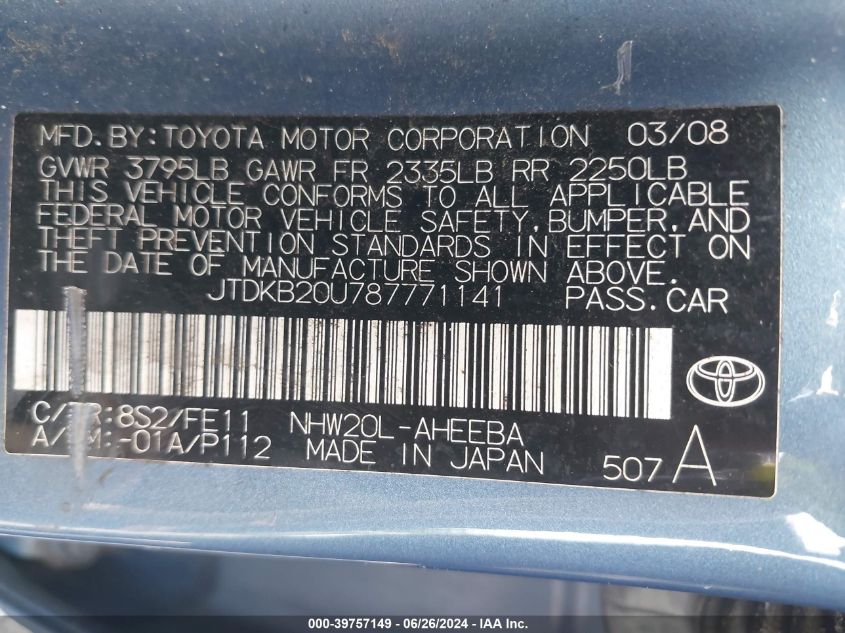 MFD.BY:TOYOTA MOTOR CORPORATION 03/08
GVWR 3795LB GAWR FR 2335LB RR 2250LB
THIS VEHICLE CONFORMS TO ALL APPLICABLE
FEDERAL MOTOR VEHICLE SAFETY,BUMPER,AND
THEFT PREVENTION STANDARDS IN EFFECT ON
THE DATE OF MANUFACTURE SHOWN ABOVE.
JTDKB20U787771141 PASS.CAR
C/TR:8S2/FE11 NHW20L-AHEEBA
A/TM:-01A/P112 MADE IN JAPAN 507 A
000-39757149 - 06/26/2024 - IAA Inc.